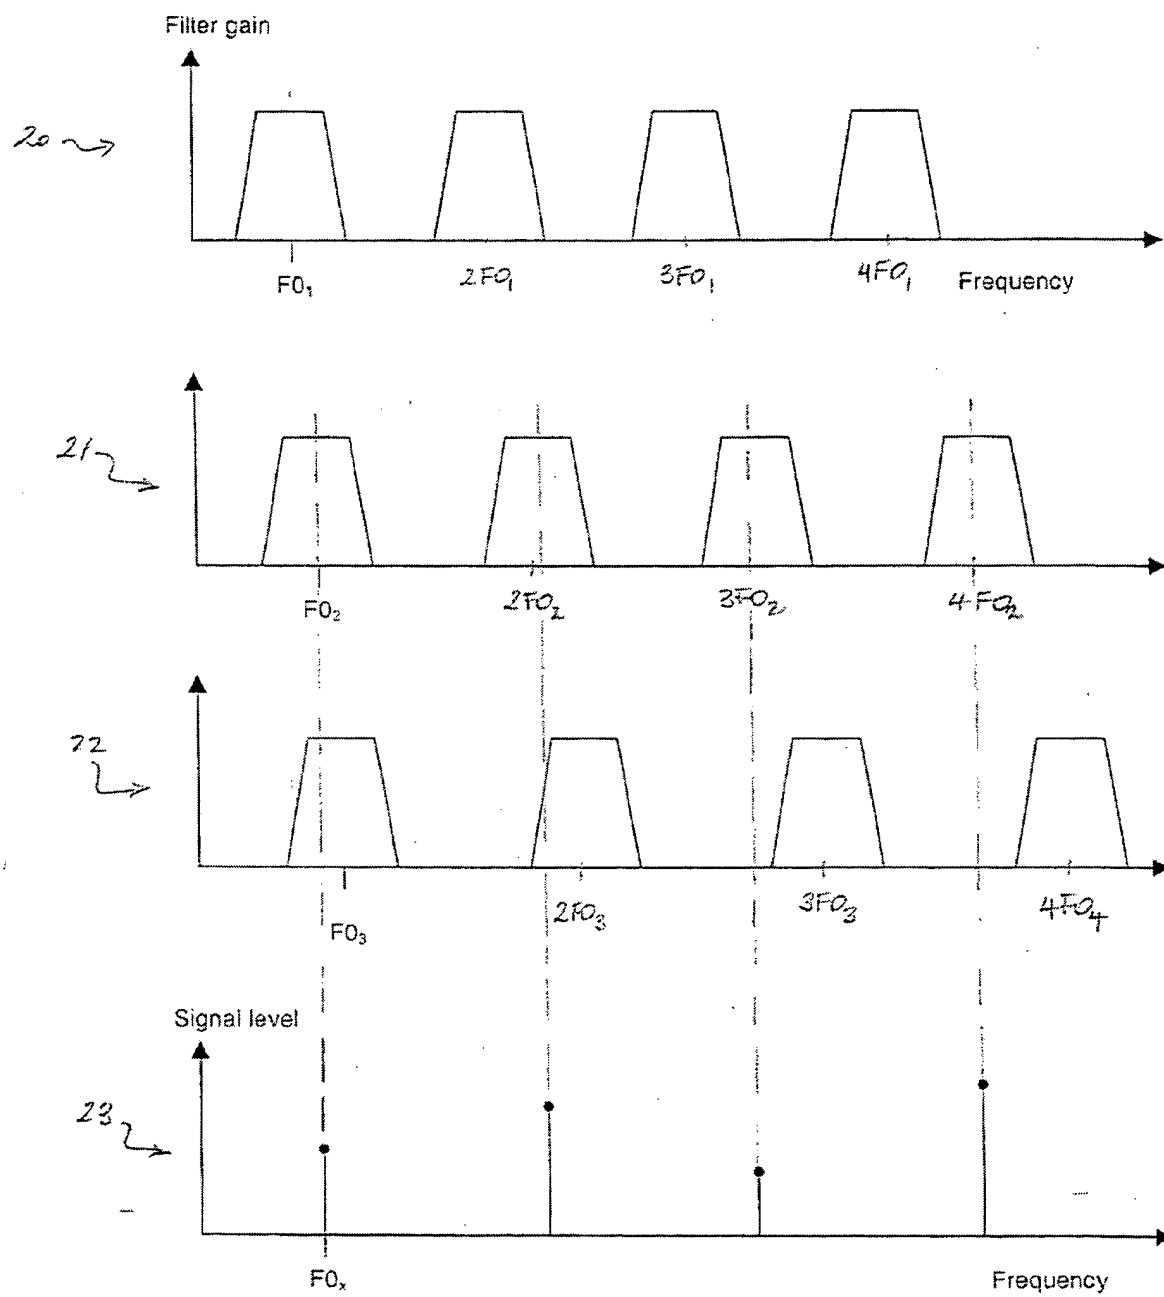 Filter gain
20
F0₁ 2F0₁ 3F0₁ 4F0₁ Frequency
21
F0₂ 2F0₂ 3F0₂ 4F0₂
22
F0₃ 2F0₃ 3F0₃ 4F0₄
Signal level
23
F0ₓ Frequency